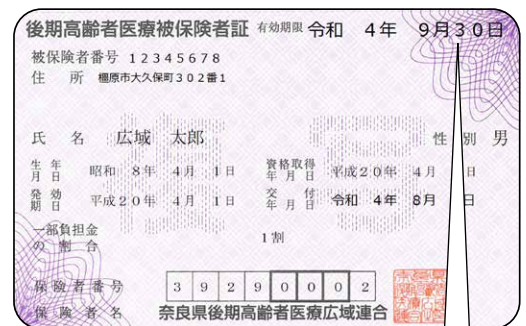 後期高齢者医療被保険者証 有効期限 令和 4年 9月30日
被保険者番号 12345678
住 所 橿原市大久保町302番1
氏 名 広域 太郎 性 別 男
生年月日 昭和 8年 4月 1日 資格取得年月日 平成20年 4月 日
発効期日 平成20年 4月 1日 交付年月日 令和 4年 8月 日
一部負担金の割合 1割
保険者番号 39290002
保険者名 奈良県後期高齢者医療広域連合